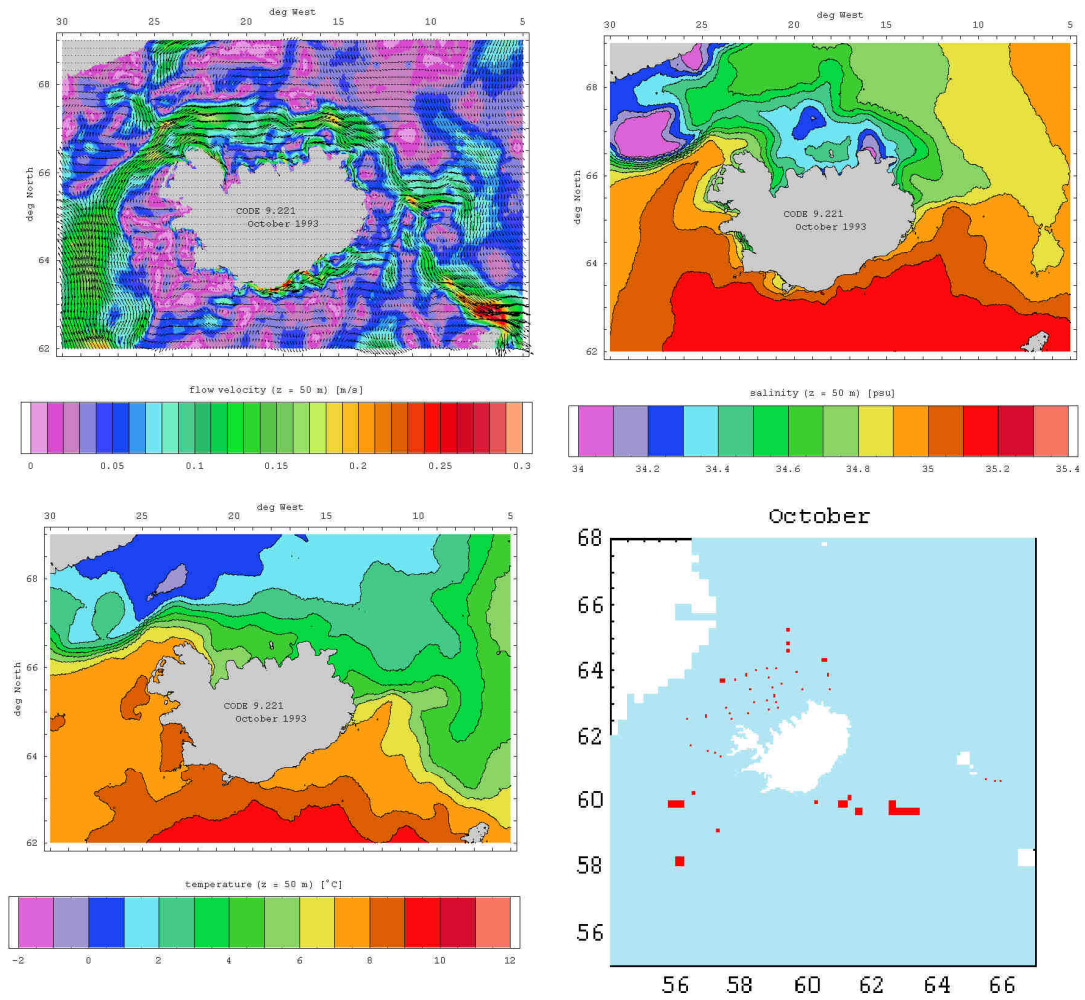 deg West
30 25 20 15 10 5
68
66
64
62
deg North
CODE 9.221
October 1993
flow velocity (z = 50 m) [m/s]
0 0.05 0.1 0.15 0.2 0.25 0.3
deg West
30 25 20 15 10 5
68
66
64
62
deg North
CODE 9.221
October 1993
salinity (z = 50 m) [psu]
34 34.2 34.4 34.6 34.8 35 35.2 35.4
deg West
30 25 20 15 10 5
68
66
64
62
deg North
CODE 9.221
October 1993
temperature (z = 50 m) [°C]
-2 0 2 4 6 8 10 12
October
68
66
64
62
60
58
56
56 58 60 62 64 66